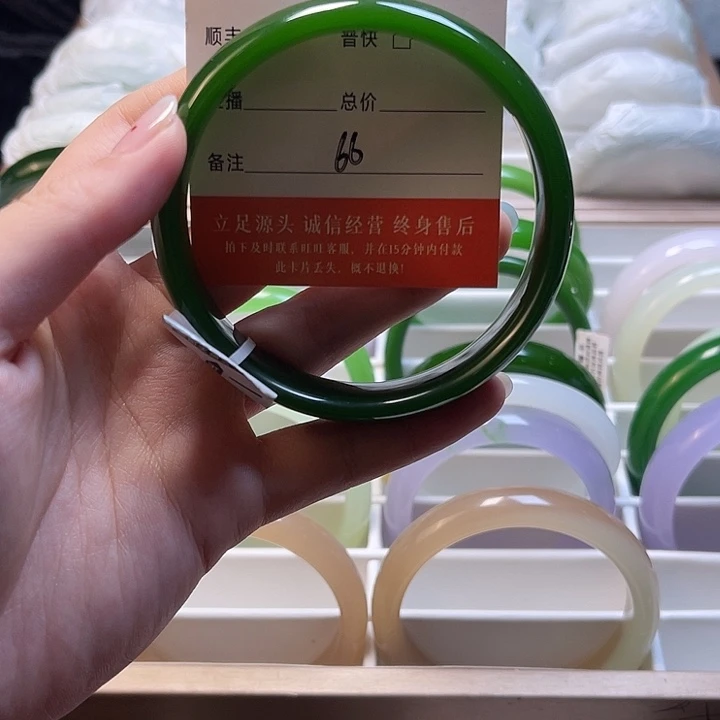 顺丰 普快 □
播 总价
备注 66
立足源头 诚信经营 终身售后
拍下及时联系旺旺客服，并在15分钟内付款
此卡片丢失，概不退换！